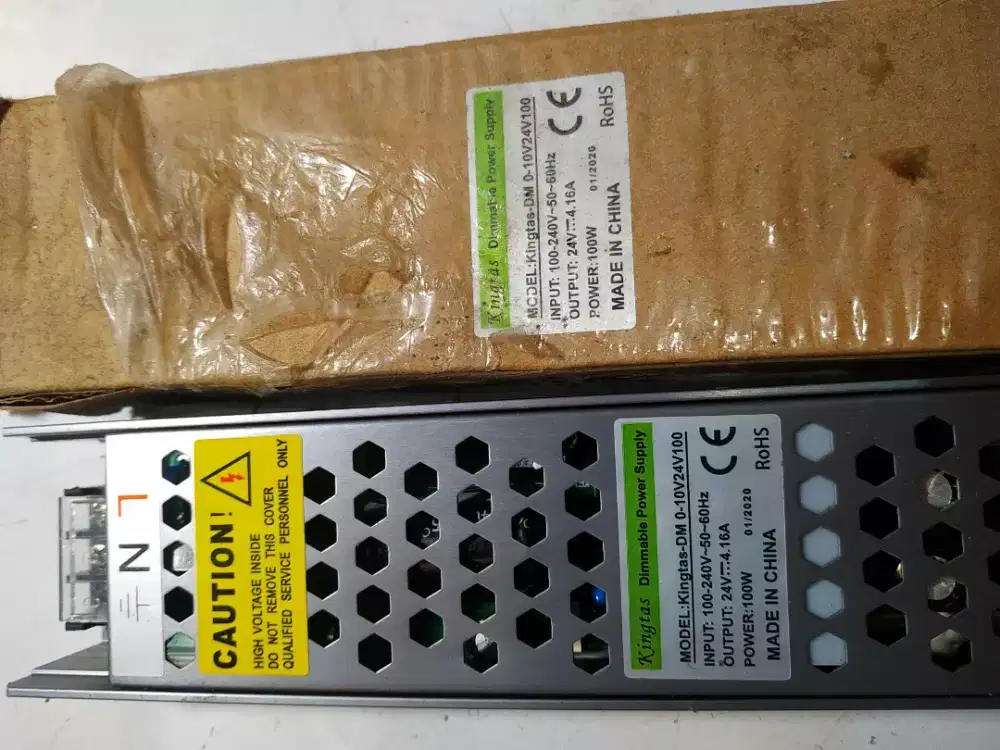 Kingtas Dimmable Power Supply
MODEL:Kingtas-DM 0-10V24V100
INPUT: 100-240V~50~60Hz
OUTPUT: 24V⎓4.16A
POWER:100W 01/2020
MADE IN CHINA
CE
RoHS
L
N
CAUTION!
HIGH VOLTAGE INSIDE
DO NOT REMOVE THIS COVER
QUALIFIED SERVICE PERSONNEL ONLY
Kingtas Dimmable Power Supply
MODEL:Kingtas-DM 0-10V24V100
INPUT: 100-240V~50~60Hz
OUTPUT: 24V⎓4.16A
POWER:100W 01/2020
MADE IN CHINA
CE
RoHS